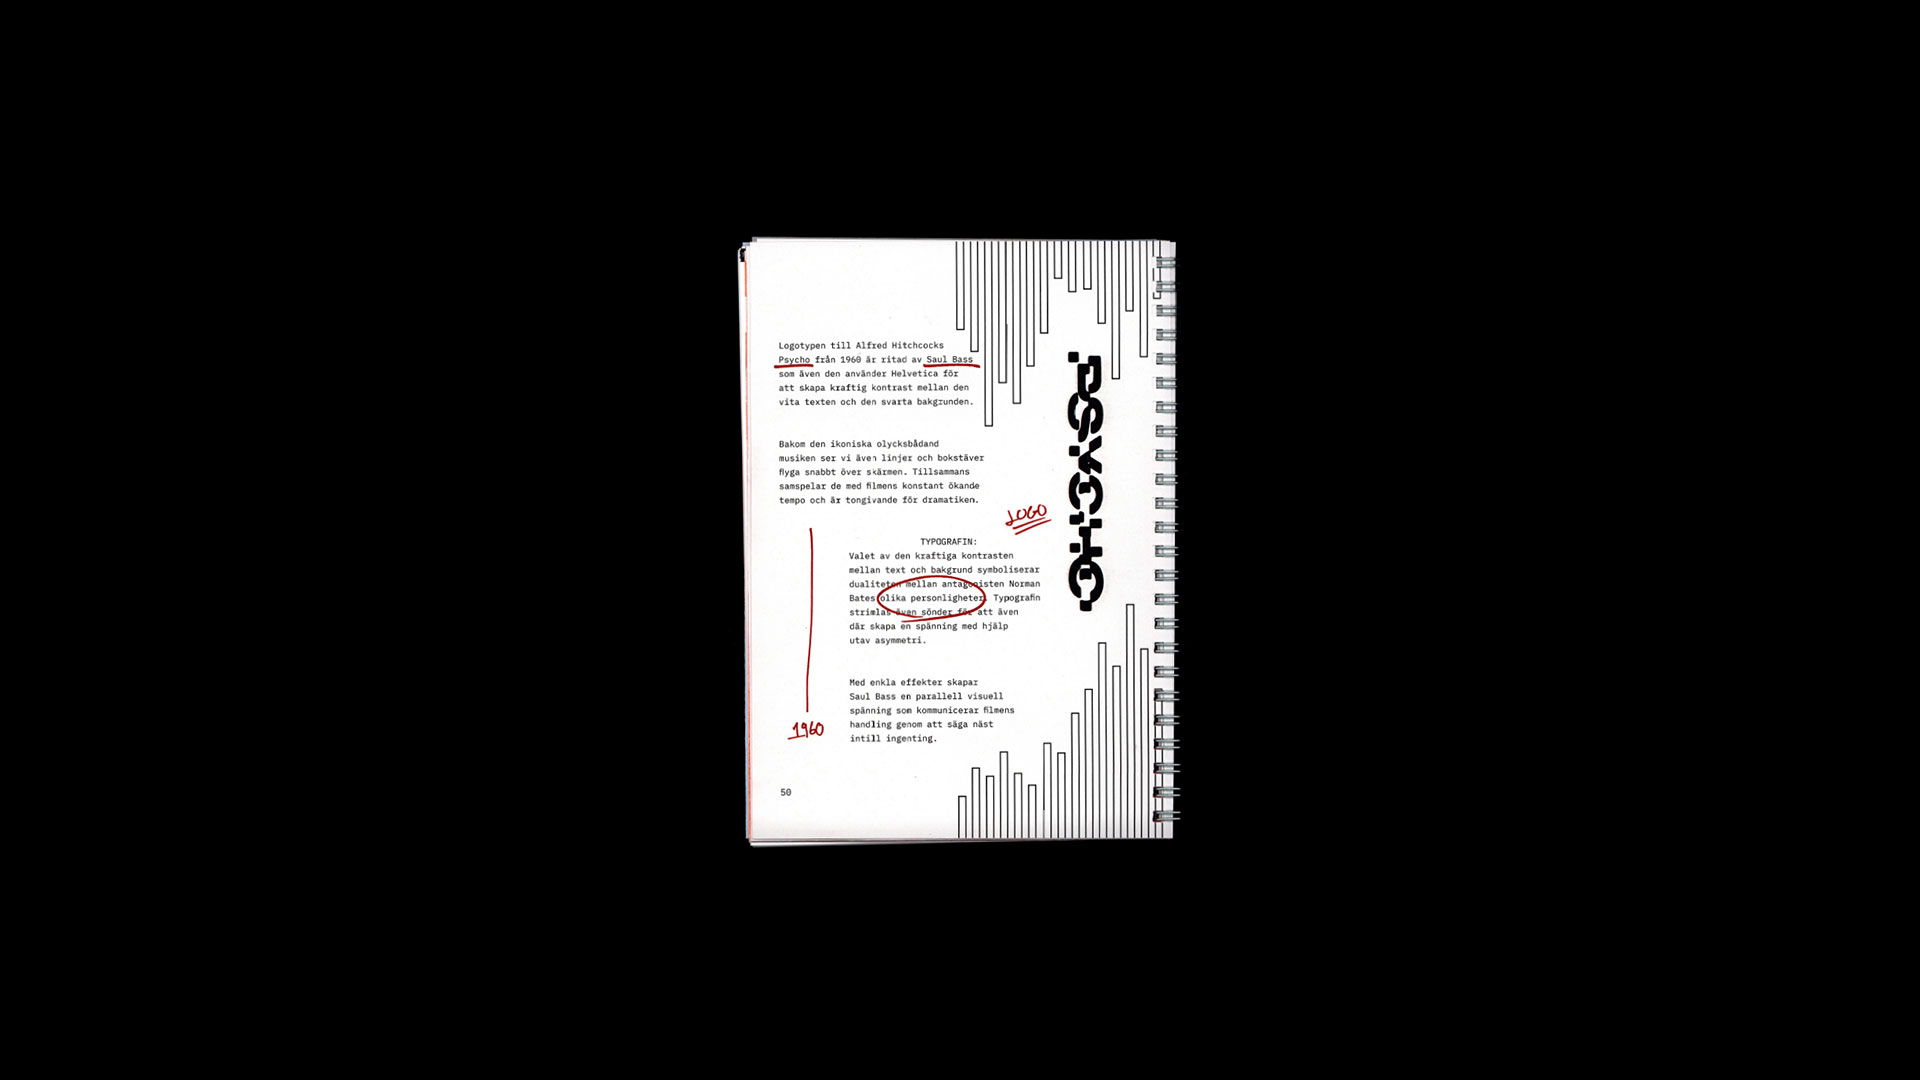 Logotypen till Alfred Hitchcocks
Psycho från 1960 är ritad av Saul Bass
som även den använder Helvetica för
att skapa kraftig kontrast mellan den
vita texten och den svarta bakgrunden.
Bakom den ikoniska olycksbådand
musiken ser vi även linjer och bokstäver
flyga snabbt över skärmen. Tillsammans
samspelar de med filmens konstant ökande
tempo och är tongivande för dramatiken.
LOGO
PSYCHO
TYPOGRAFIN:
Valet av den kraftiga kontrasten
mellan text och bakgrund symboliserar
dualiteten mellan antagonisten Norman
Bates olika personligheter. Typografin
strimlas även sönder för att även
där skapa en spänning med hjälp
utav asymmetri.
Med enkla effekter skapar
Saul Bass en parallell visuell
spänning som kommunicerar filmens
handling genom att säga näst
intill ingenting.
1960
50